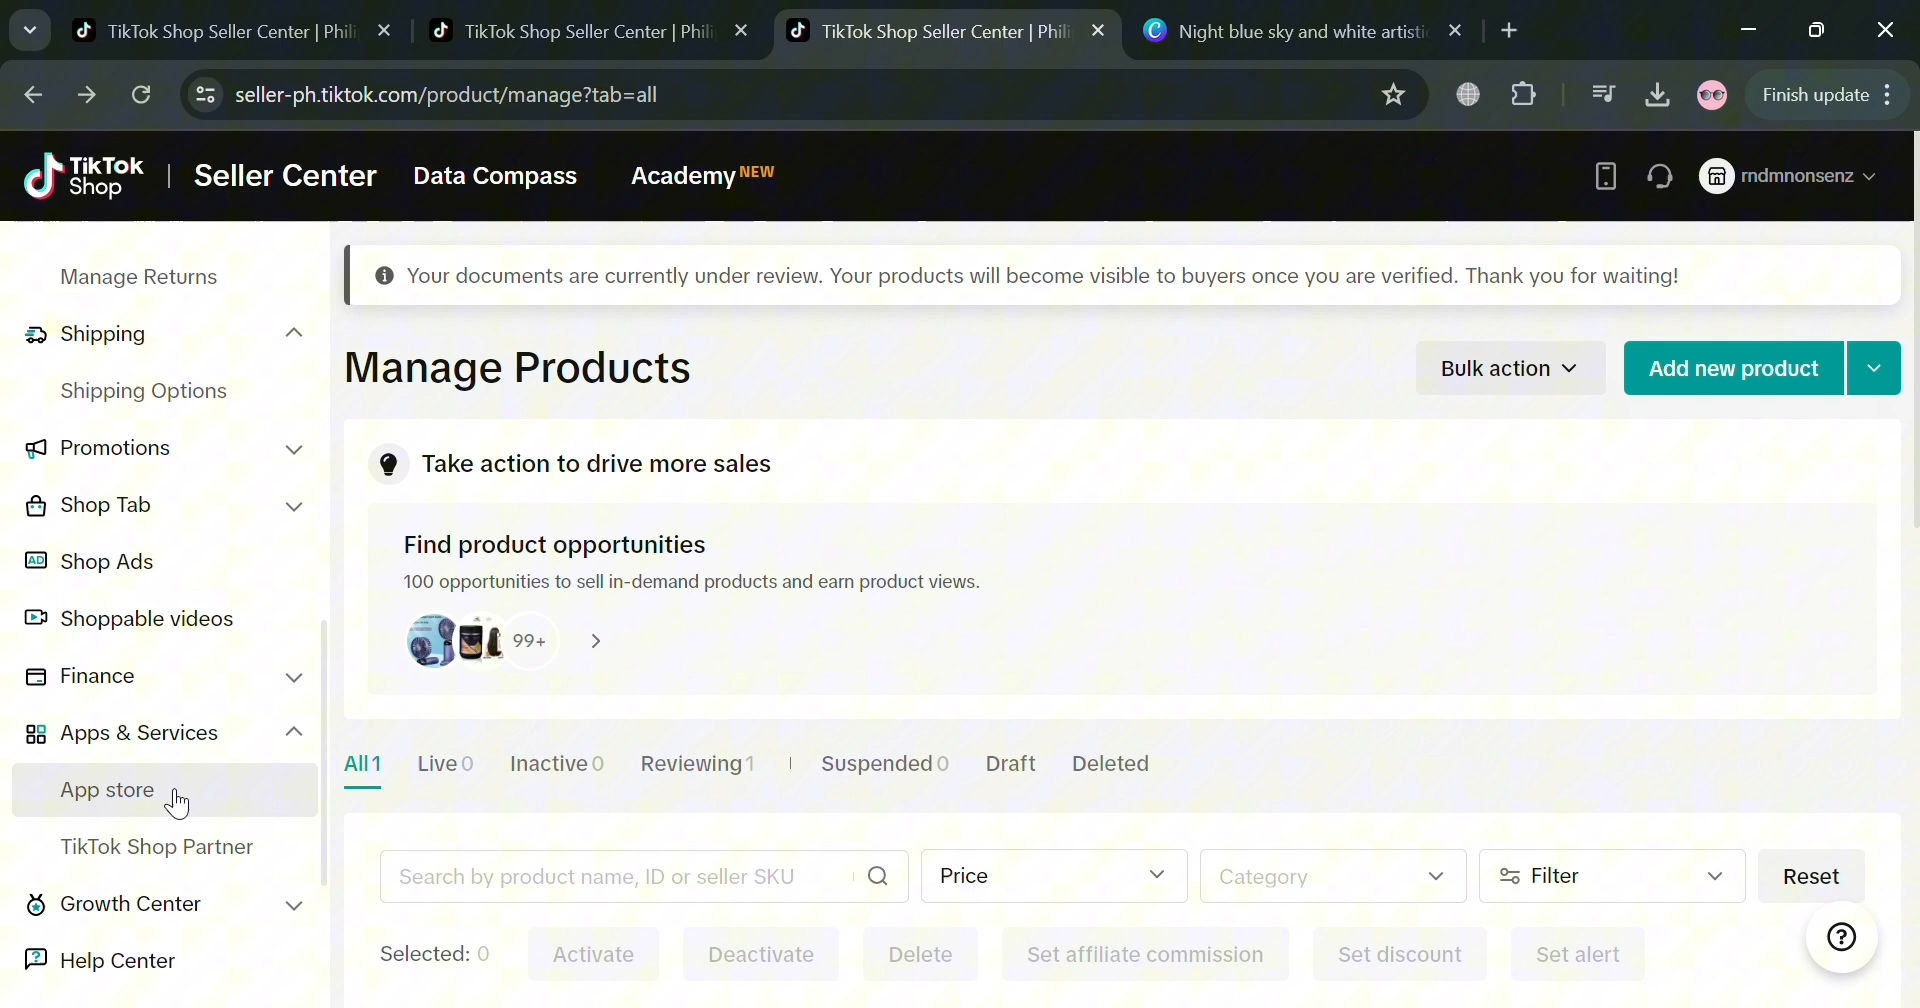 TikTok Shop Seller Center | Phili
TikTok Shop Seller Center | Phili
TikTok Shop Seller Center | Phili
Night blue sky and white artistic
seller-ph.tiktok.com/product/manage?tab=all
Finish update
TikTok
Shop
Seller Center
Data Compass
Academy NEW
rndmnonsenz
Manage Returns
Shipping
Shipping Options
Promotions
Shop Tab
AD Shop Ads
Shoppable videos
Finance
Apps & Services
App store
TikTok Shop Partner
Growth Center
Help Center
Your documents are currently under review. Your products will become visible to buyers once you are verified. Thank you for waiting!
Manage Products
Bulk action
Add new product
Take action to drive more sales
Find product opportunities
100 opportunities to sell in-demand products and earn product views.
99+
All 1 Live 0 Inactive 0 Reviewing 1 | Suspended 0 Draft Deleted
Search by product name, ID or seller SKU
Price
Category
Filter
Reset
Selected: 0
Activate
Deactivate
Delete
Set affiliate commission
Set discount
Set alert